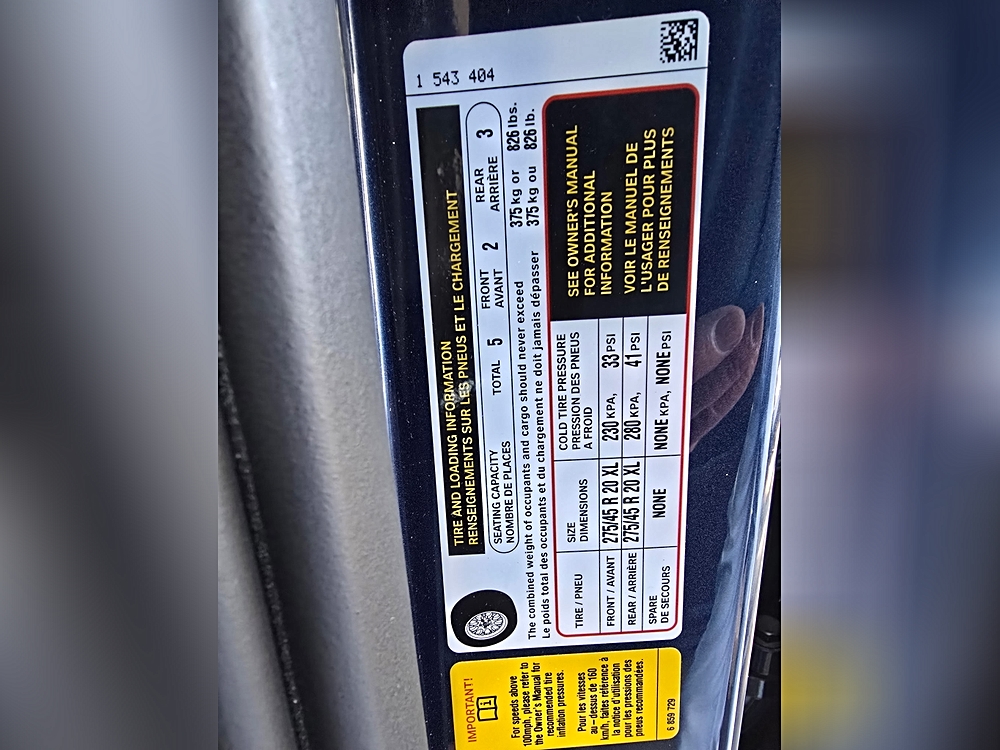 1 543 404
TIRE AND LOADING INFORMATION
RENSEIGNEMENTS SUR LES PNEUS ET LE CHARGEMENT
SEATING CAPACITY TOTAL 5 FRONT 2 REAR 3
NOMBRE DE PLACES AVANT ARRIÈRE
The combined weight of occupants and cargo should never exceed 375 kg or 826 lbs.
Le poids total des occupants et du chargement ne doit jamais dépasser 375 kg ou 826 lb.
TIRE / PNEU
SIZE
DIMENSIONS
COLD TIRE PRESSURE
PRESSION DES PNEUS
A FROID
FRONT / AVANT 275/45 R 20 XL 230 KPA, 33 PSI
REAR / ARRIÈRE 275/45 R 20 XL 280 KPA, 41 PSI
SPARE
DE SECOURS
NONE NONE KPA, NONE PSI
SEE OWNER'S MANUAL
FOR ADDITIONAL
INFORMATION
VOIR LE MANUEL DE
L'USAGER POUR PLUS
DE RENSEIGNEMENTS
IMPORTANT!
For speeds above
100mph, please refer to
the Owner's Manual for
recommended tire
inflation pressures.
Pour les vitesses
au-dessus de 160
km/h, faites référence à
la notice d'utilisation
pour les pressions des
pneus recommandées.
6 859 729